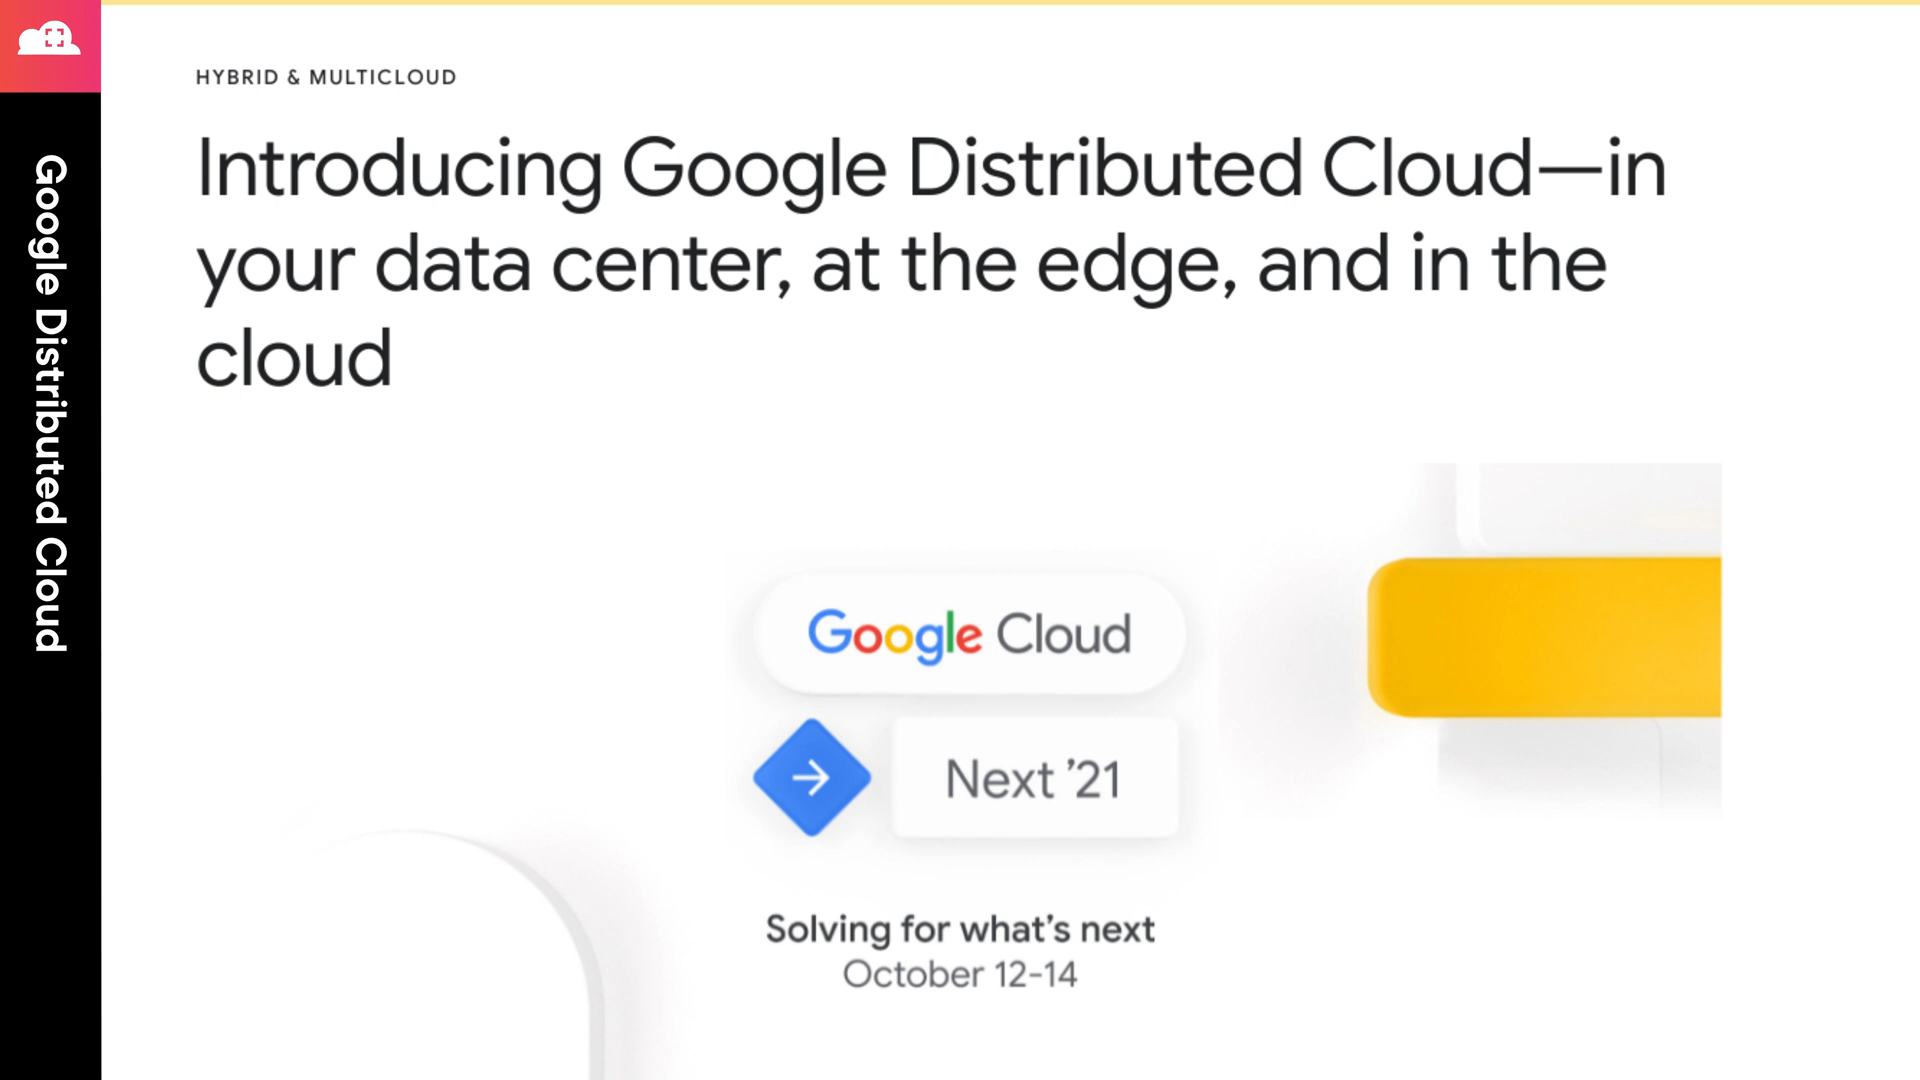 Google Distributed Cloud
HYBRID & MULTICLOUD
Introducing Google Distributed Cloud—in
your data center, at the edge, and in the
cloud
Google Cloud
Next ’21
Solving for what’s next
October 12-14